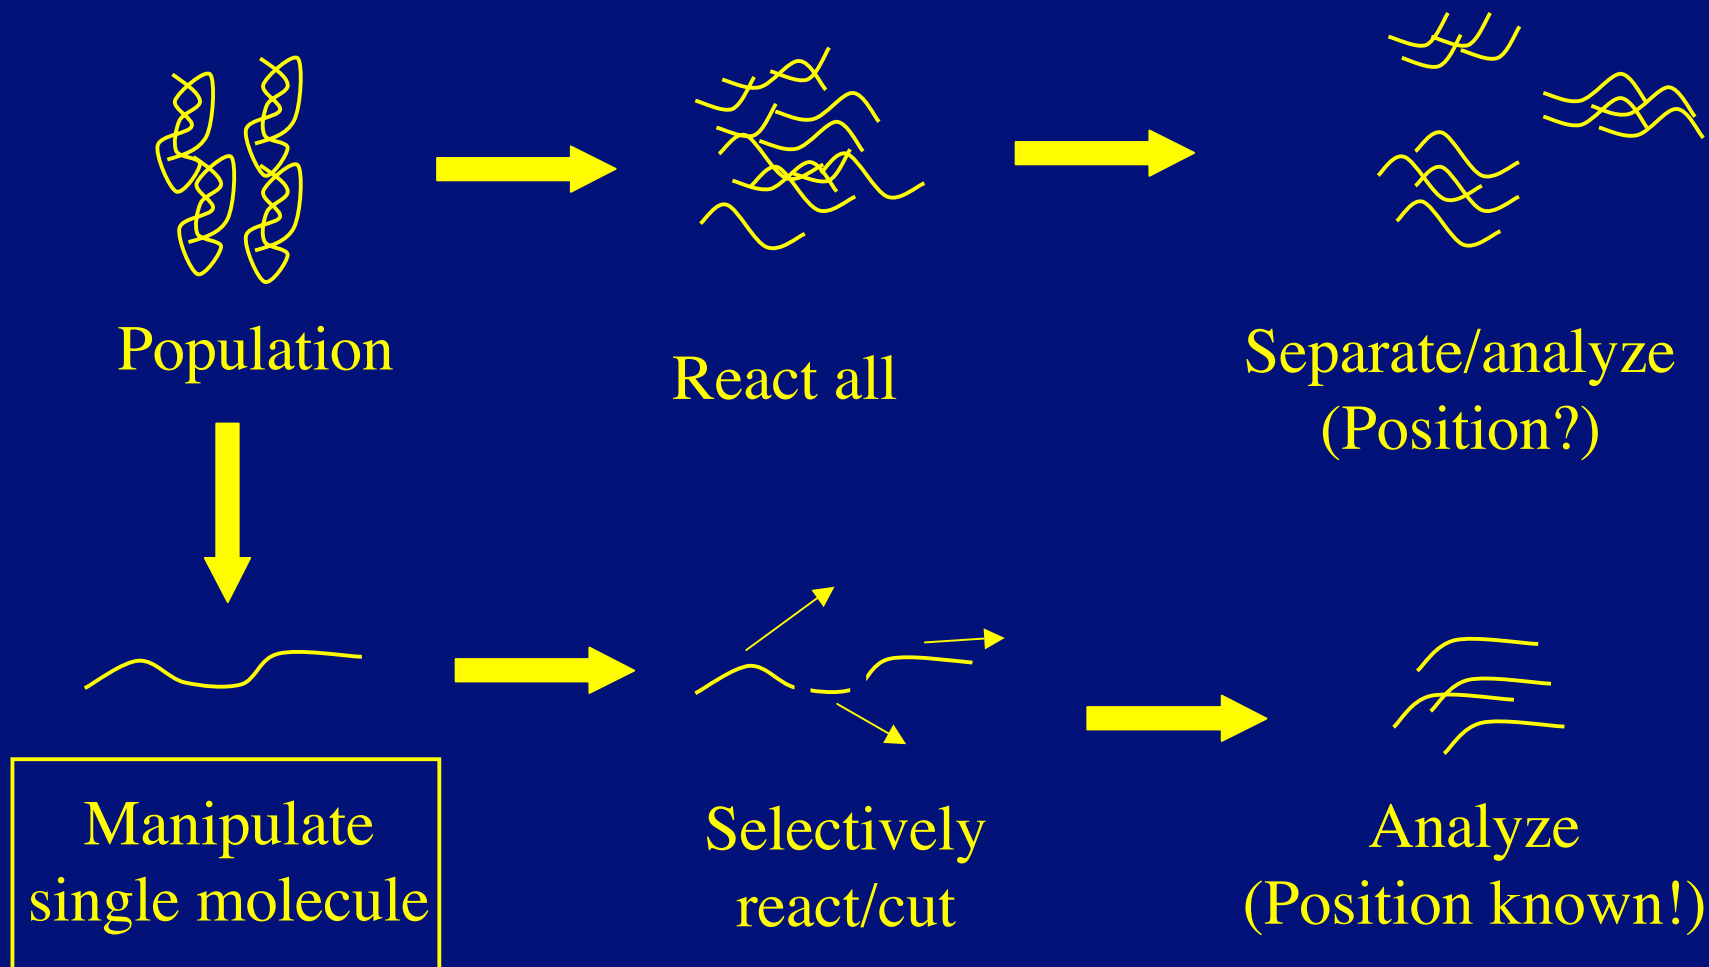 Population
React all
Separate/analyze
(Position?)
Manipulate
single molecule
Selectively
react/cut
Analyze
(Position known!)